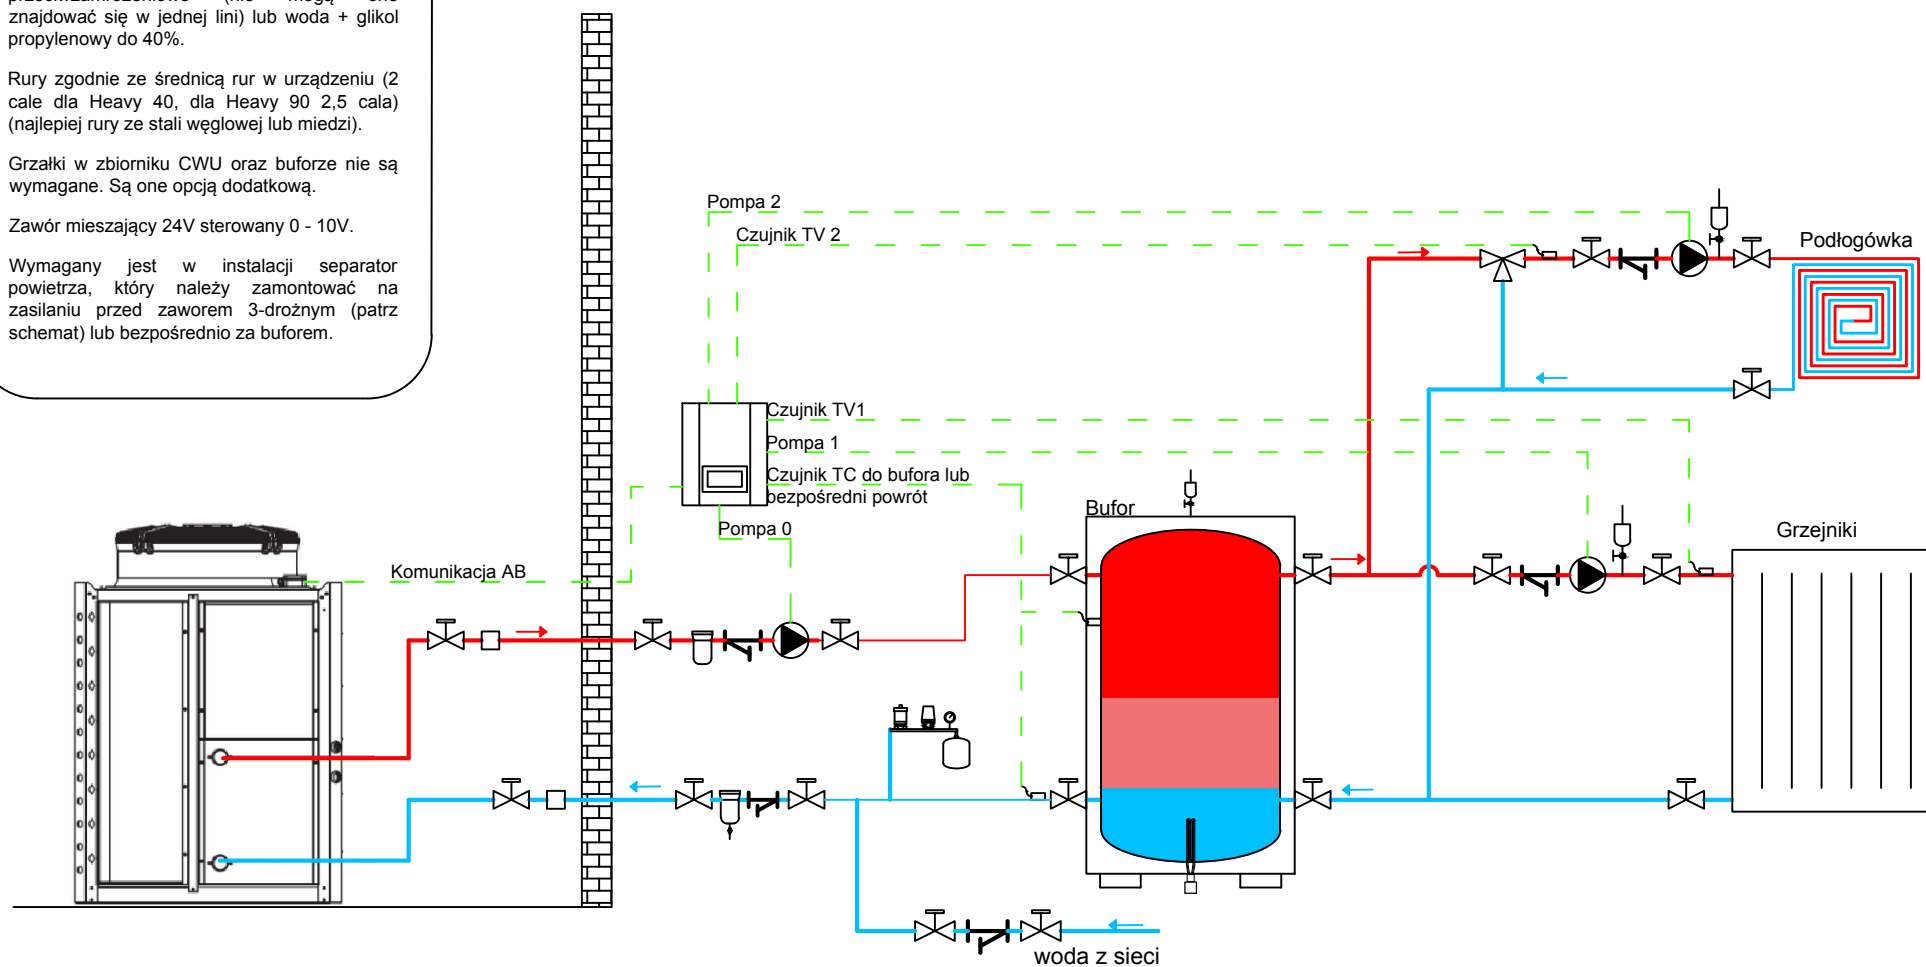 przeciwzamrożeniowe (nie mogą one
znajdować się w jednej lini) lub woda + glikol
propylenowy do 40%.
Rury zgodnie ze średnicą rur w urządzeniu (2
cale dla Heavy 40, dla Heavy 90 2,5 cala)
(najlepiej rury ze stali węglowej lub miedzi).
Grzałki w zbiorniku CWU oraz buforze nie są
wymagane. Są one opcją dodatkową.
Zawór mieszający 24V sterowany 0 - 10V.
Wymagany jest w instalacji separator
powietrza, który należy zamontować na
zasilaniu przed zaworem 3-drożnym (patrz
schemat) lub bezpośrednio za buforem.
Pompa 2
Czujnik TV 2
Podłogówka
Czujnik TV1
Pompa 1
Czujnik TC do bufora lub
bezpośredni powrót
Pompa 0
Bufor
Grzejniki
Komunikacja AB
woda z sieci